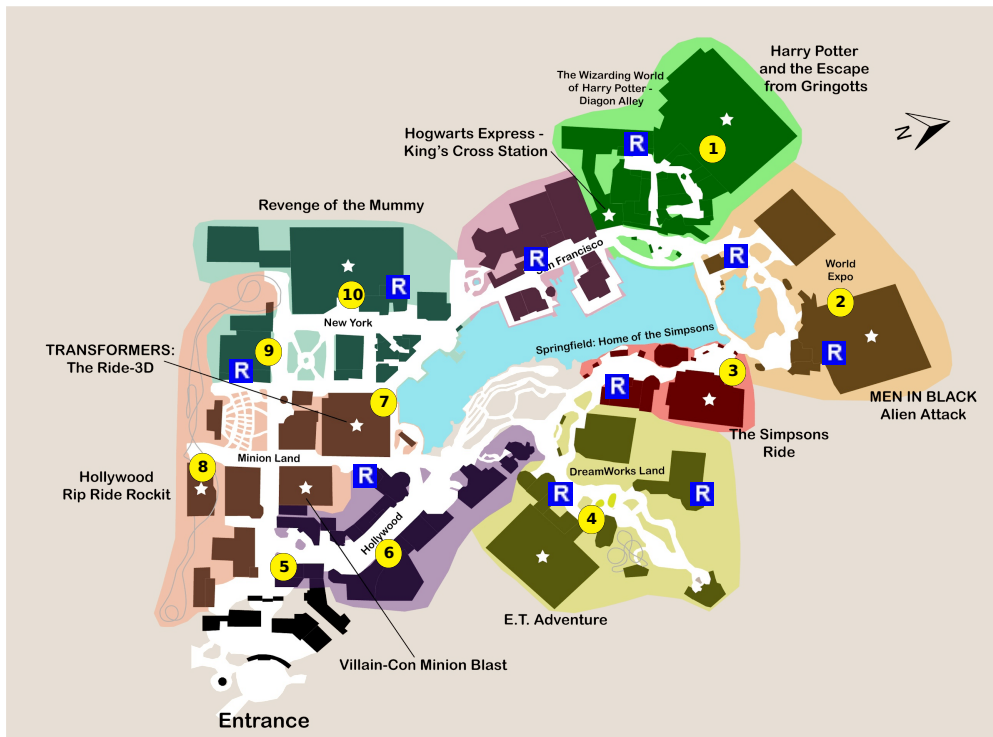 Harry Potter
and the Escape
from Gringotts
The Wizarding World
of Harry Potter -
Diagon Alley
Hogwarts Express -
King's Cross Station
R
1
N
Revenge of the Mummy
R
San Francisco
R
World
Expo
2
R
10
R
New York
Springfield: Home of the Simpsons
TRANSFORMERS:
The Ride-3D
9
R
3
R
7
MEN IN BLACK
Alien Attack
The Simpsons
Ride
Minion Land
8
Hollywood
Rip Ride Rockit
R
DreamWorks Land
R
R
4
Hollywood
5
6
E.T. Adventure
Villain-Con Minion Blast
Entrance